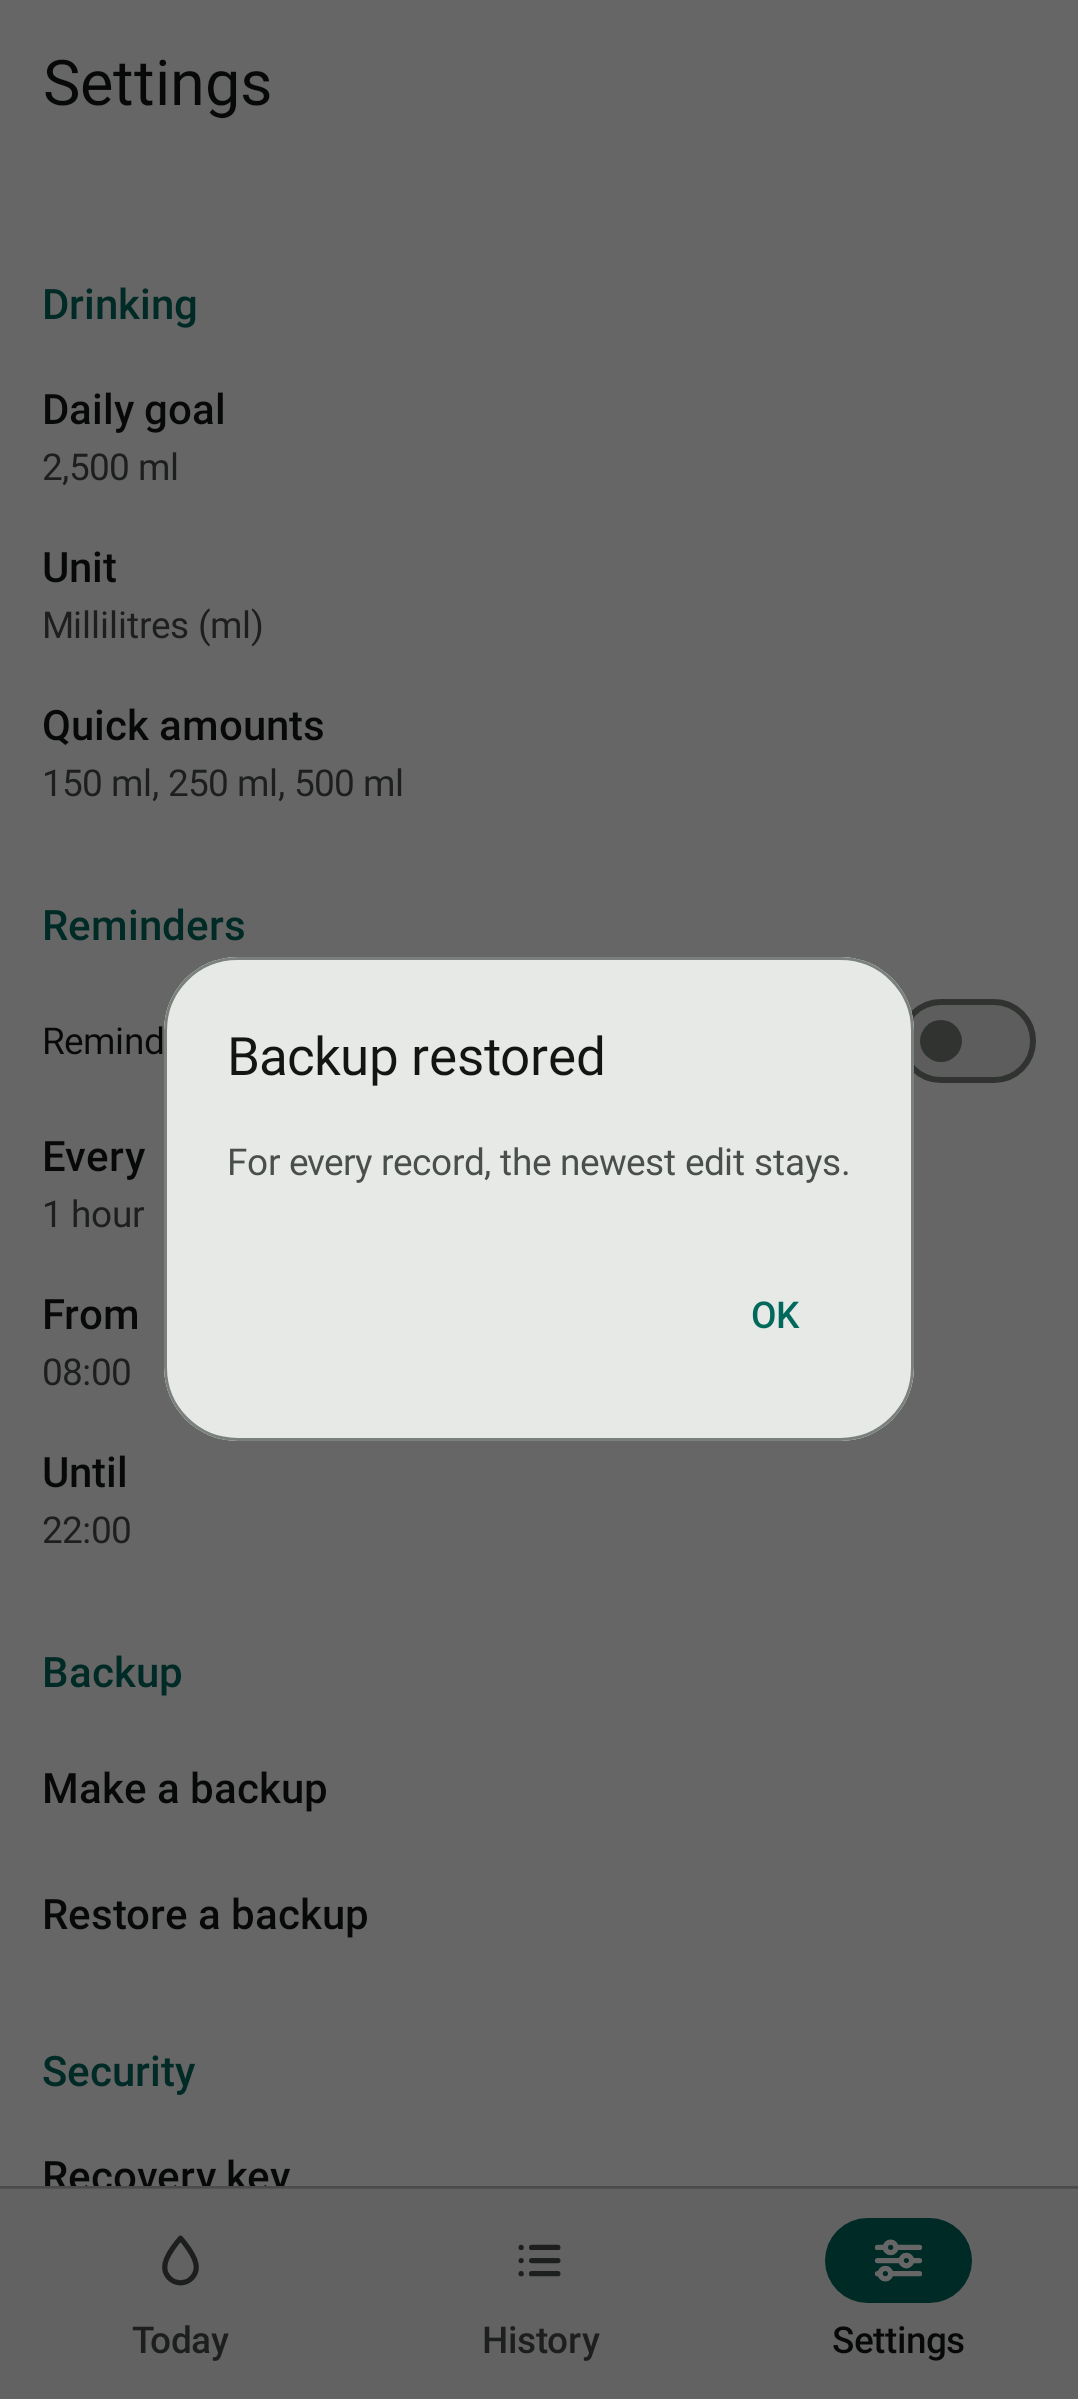 Settings
Drinking
Daily goal
2,500 ml
Unit
Millilitres (ml)
Quick amounts
150 ml, 250 ml, 500 ml
Reminders
Remind
Every
1 hour
From
08:00
Until
22:00
Backup restored
For every record, the newest edit stays.
OK
Backup
Make a backup
Restore a backup
Security
Recovery key
Today
History
Settings